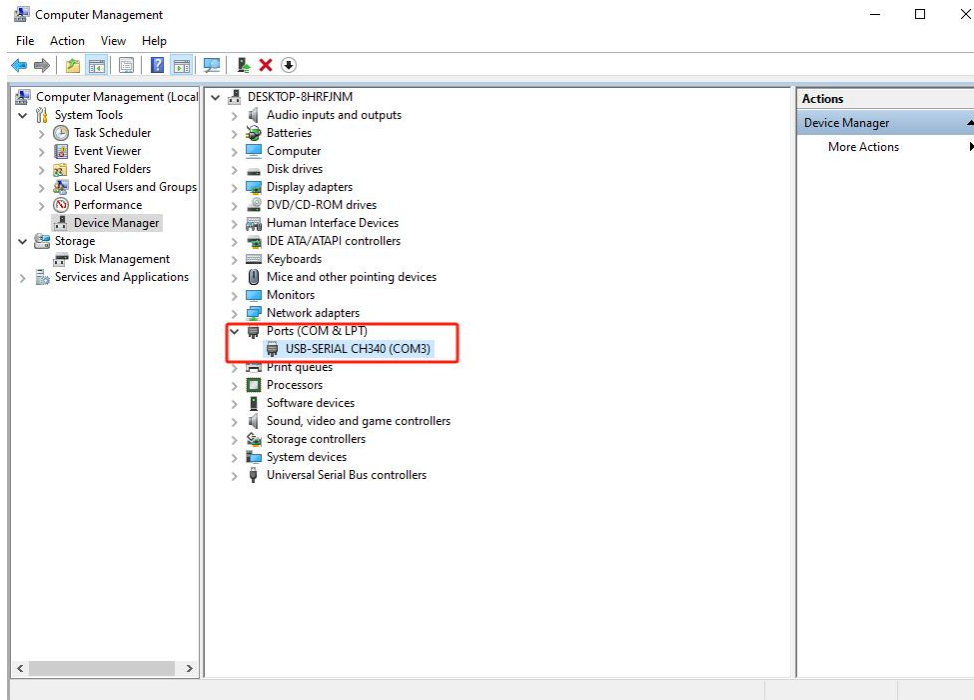 Computer Management
File Action View Help
Computer Management (Local
System Tools
Task Scheduler
Event Viewer
Shared Folders
Local Users and Groups
Performance
Device Manager
Storage
Disk Management
Services and Applications
DESKTOP-8HRFJNM
Audio inputs and outputs
Batteries
Computer
Disk drives
Display adapters
DVD/CD-ROM drives
Human Interface Devices
IDE ATA/ATAPI controllers
Keyboards
Mice and other pointing devices
Monitors
Network adapters
Ports (COM & LPT)
USB-SERIAL CH340 (COM3)
Print queues
Processors
Software devices
Sound, video and game controllers
Storage controllers
System devices
Universal Serial Bus controllers
Actions
Device Manager
More Actions